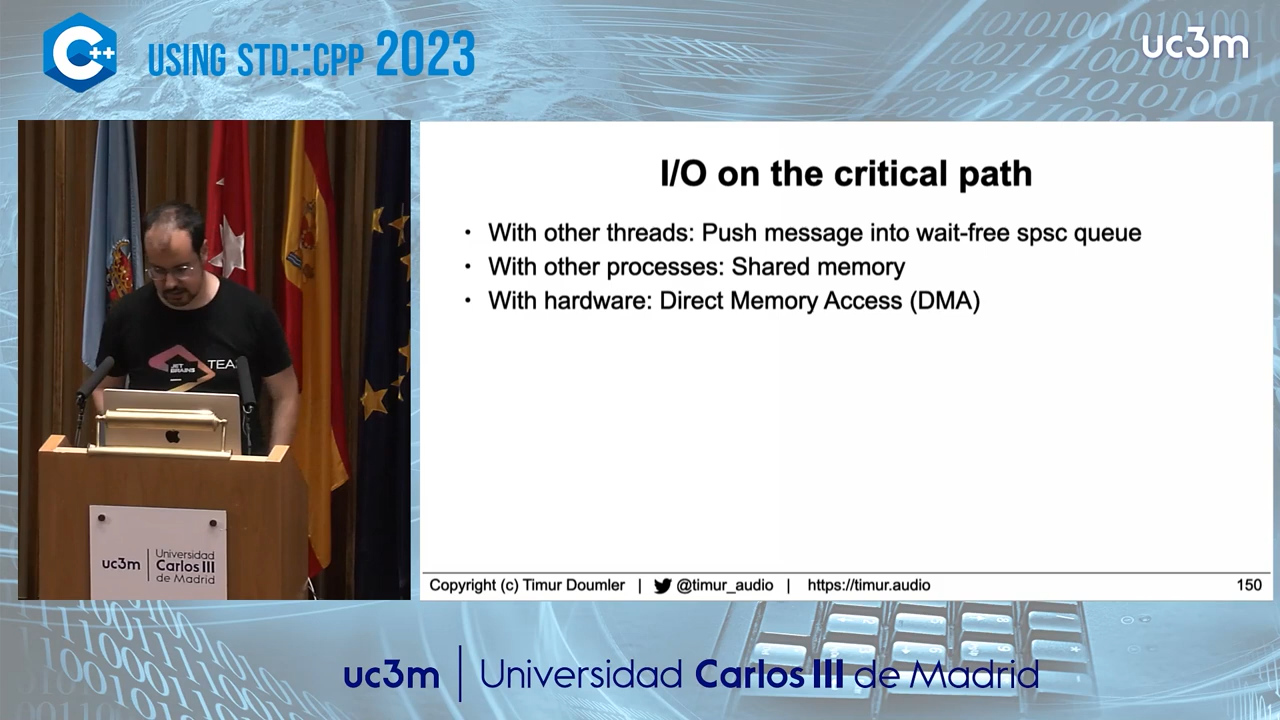 C++
USING STD::CPP 2023
uc3m
I/O on the critical path
• With other threads: Push message into wait-free spsc queue
• With other processes: Shared memory
• With hardware: Direct Memory Access (DMA)
JET
BRAINS
TEA
uc3m | Universidad
Carlos III
de Madrid
Copyright (c) Timur Doumler | @timur_audio | https://timur.audio 150
uc3m | Universidad Carlos III de Madrid